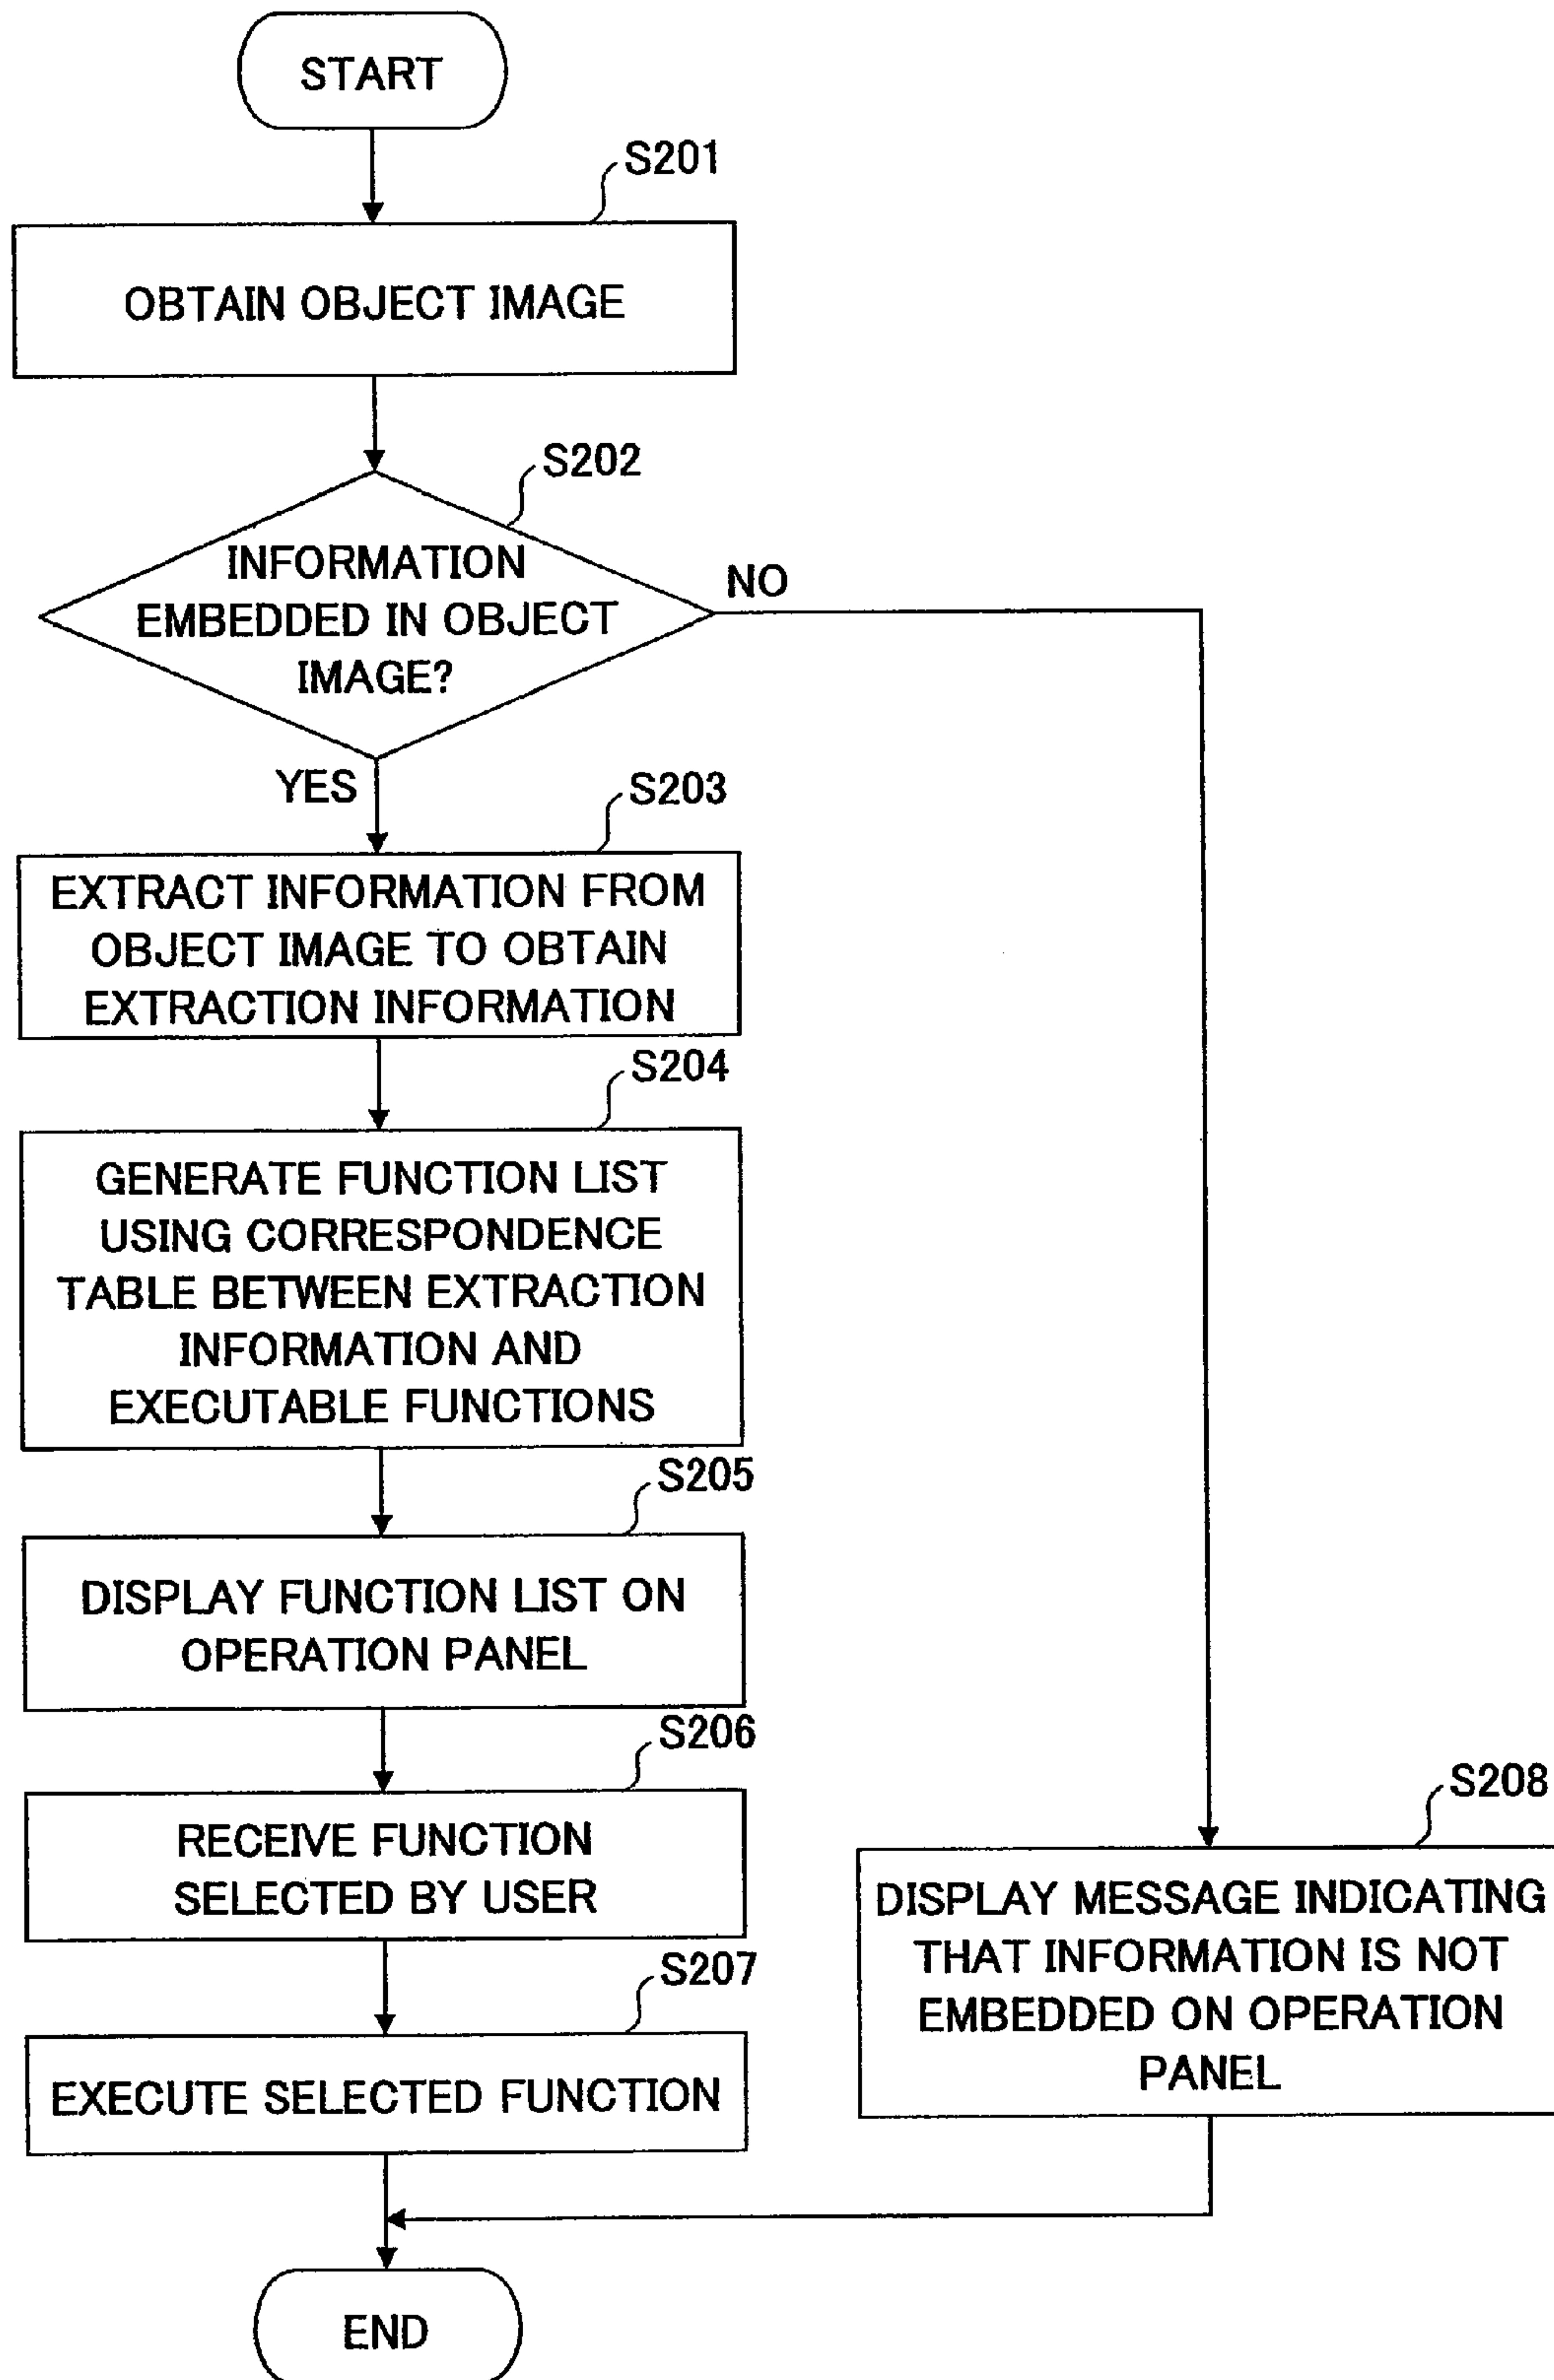 START
S201
OBTAIN OBJECT IMAGE
S202
INFORMATION
EMBEDDED IN OBJECT
IMAGE?
NO
YES
S203
EXTRACT INFORMATION FROM
OBJECT IMAGE TO OBTAIN
EXTRACTION INFORMATION
S204
GENERATE FUNCTION LIST
USING CORRESPONDENCE
TABLE BETWEEN EXTRACTION
INFORMATION AND
EXECUTABLE FUNCTIONS
S205
DISPLAY FUNCTION LIST ON
OPERATION PANEL
S206
RECEIVE FUNCTION
SELECTED BY USER
S207
EXECUTE SELECTED FUNCTION
S208
DISPLAY MESSAGE INDICATING
THAT INFORMATION IS NOT
EMBEDDED ON OPERATION
PANEL
END